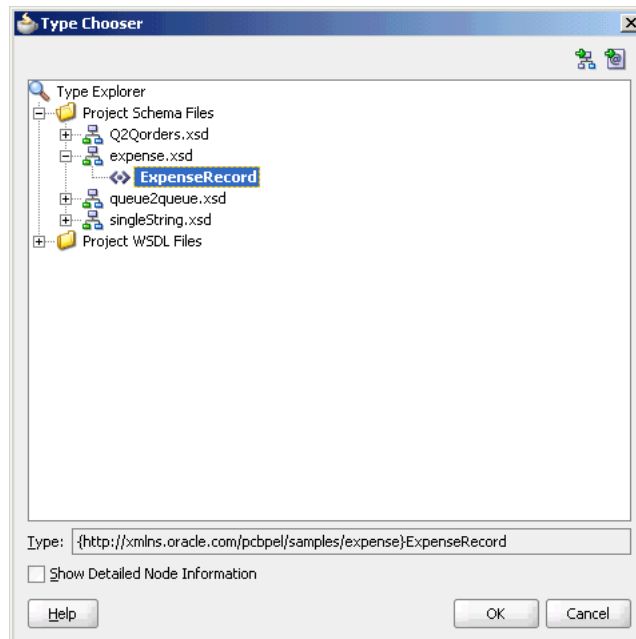 Type Chooser
Type Explorer
Project Schema Files
Q2Qorders.xsd
expense.xsd
ExpenseRecord
queue2queue.xsd
singleString.xsd
Project WSDL Files
Type: {http://xmlns.oracle.com/pcbpel/samples/expense}ExpenseRecord
Show Detailed Node Information
Help OK Cancel